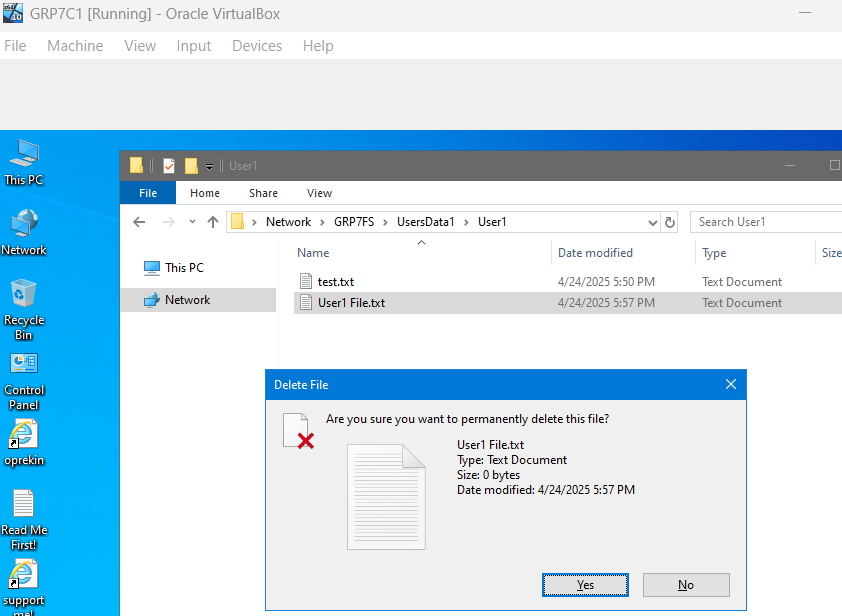 GRP7C1 [Running] - Oracle VirtualBox
File Machine View Input Devices Help
User1
File Home Share View
Network GRP7FS UsersData1 User1
Search User1
Name Date modified Type Size
test.txt 4/24/2025 5:50 PM Text Document
User1 File.txt 4/24/2025 5:57 PM Text Document
This PC
Network
Delete File
Are you sure you want to permanently delete this file?
User1 File.txt
Type: Text Document
Size: 0 bytes
Date modified: 4/24/2025 5:57 PM
Yes No
This PC
Network
Recycle
Bin
Control
Panel
oprekin
Read Me
First!
support
me!